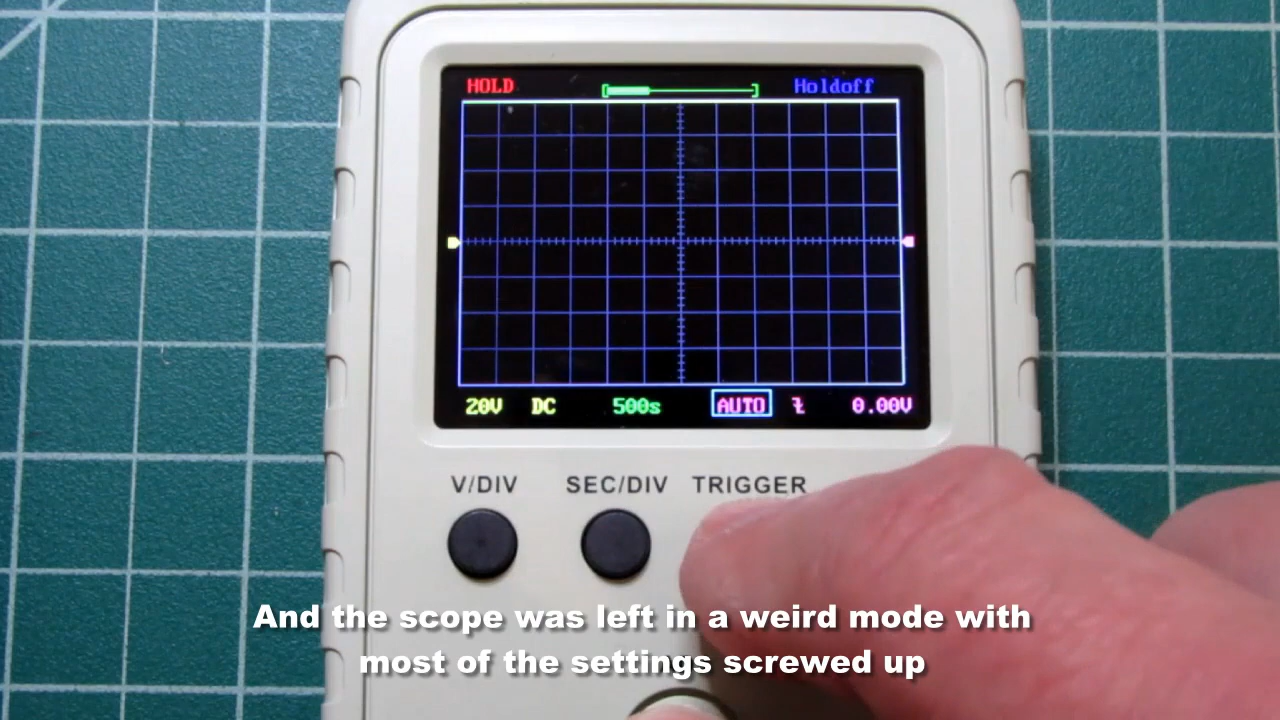 HOLD Holdoff
20V DC 500s AUTO 0.00V
V/DIV SEC/DIV TRIGGER
And the scope was left in a weird mode with
most of the settings screwed up